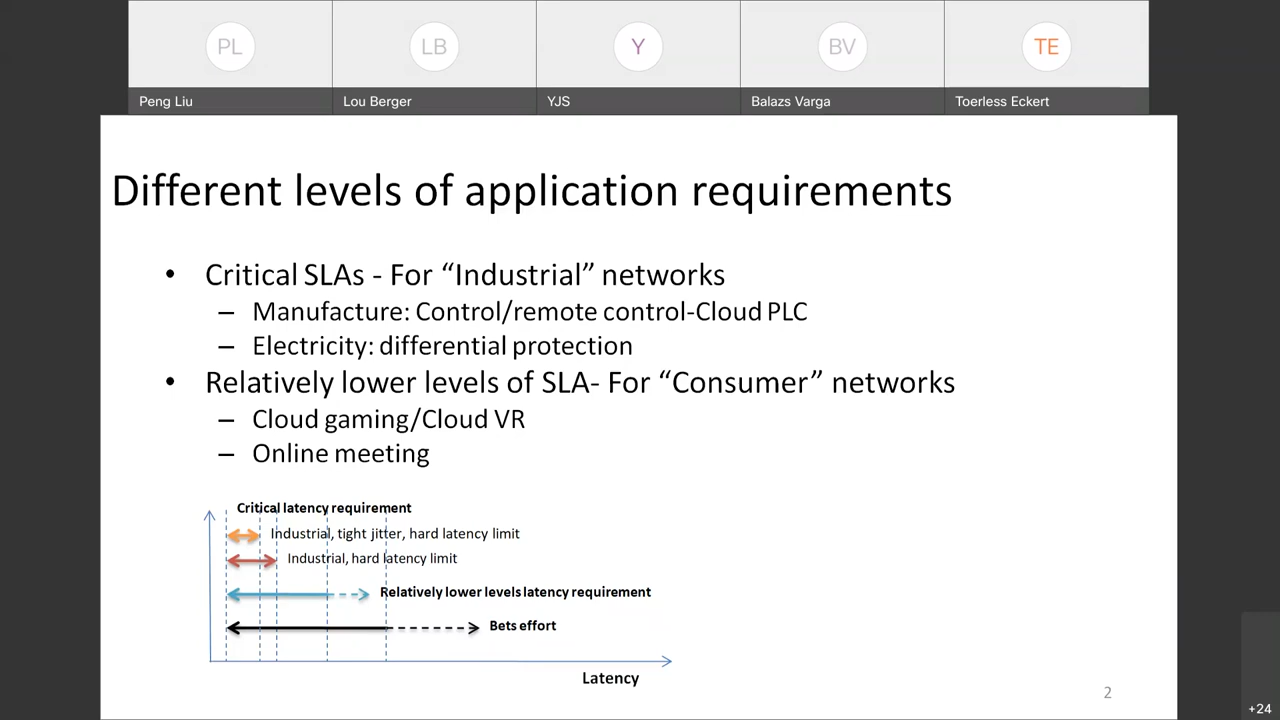 PL
LB
Y
BV
TE
Peng Liu
Lou Berger
YJS
Balazs Varga
Toerless Eckert
Different levels of application requirements
• Critical SLAs - For “Industrial” networks
– Manufacture: Control/remote control-Cloud PLC
– Electricity: differential protection
• Relatively lower levels of SLA- For “Consumer” networks
– Cloud gaming/Cloud VR
– Online meeting
Critical latency requirement
Industrial, tight jitter, hard latency limit
Industrial, hard latency limit
Relatively lower levels latency requirement
Bets effort
Latency
2
+24